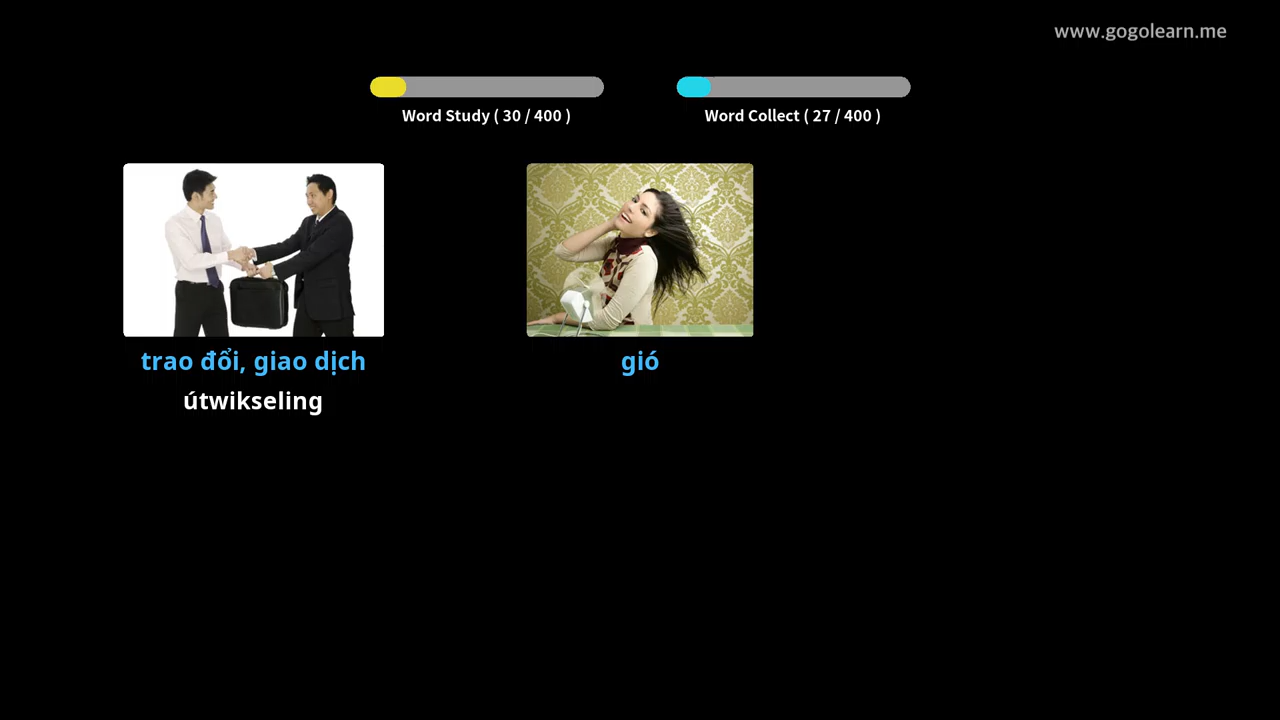 www.gogolearn.me
Word Study ( 30 / 400 )
Word Collect ( 27 / 400 )
trao đổi, giao dịch
útwikseling
gió